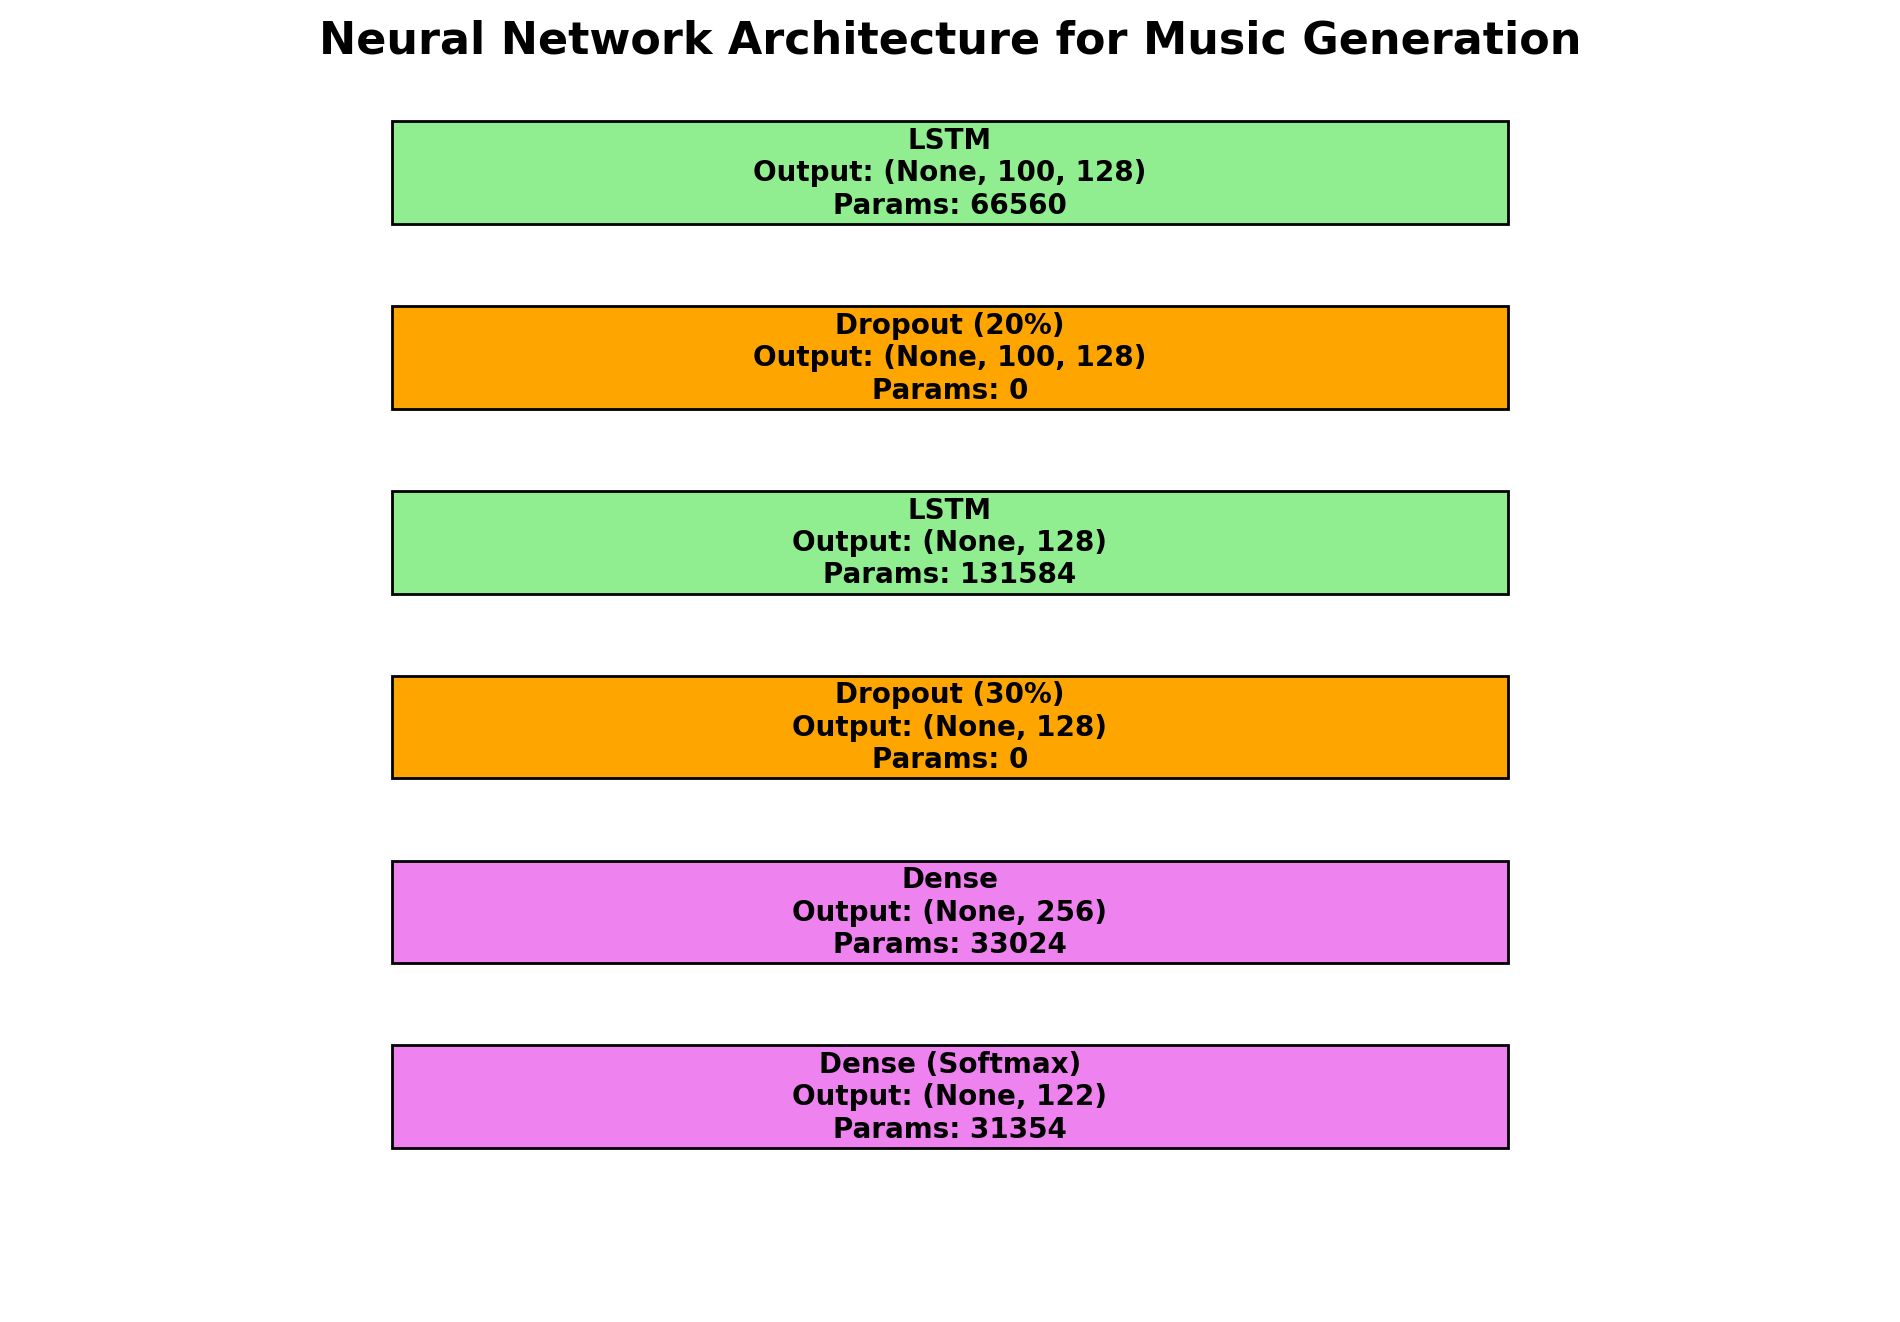 Neural Network Architecture for Music Generation
LSTM
Output: (None, 100, 128)
Params: 66560
Dropout (20%)
Output: (None, 100, 128)
Params: 0
LSTM
Output: (None, 128)
Params: 131584
Dropout (30%)
Output: (None, 128)
Params: 0
Dense
Output: (None, 256)
Params: 33024
Dense (Softmax)
Output: (None, 122)
Params: 31354